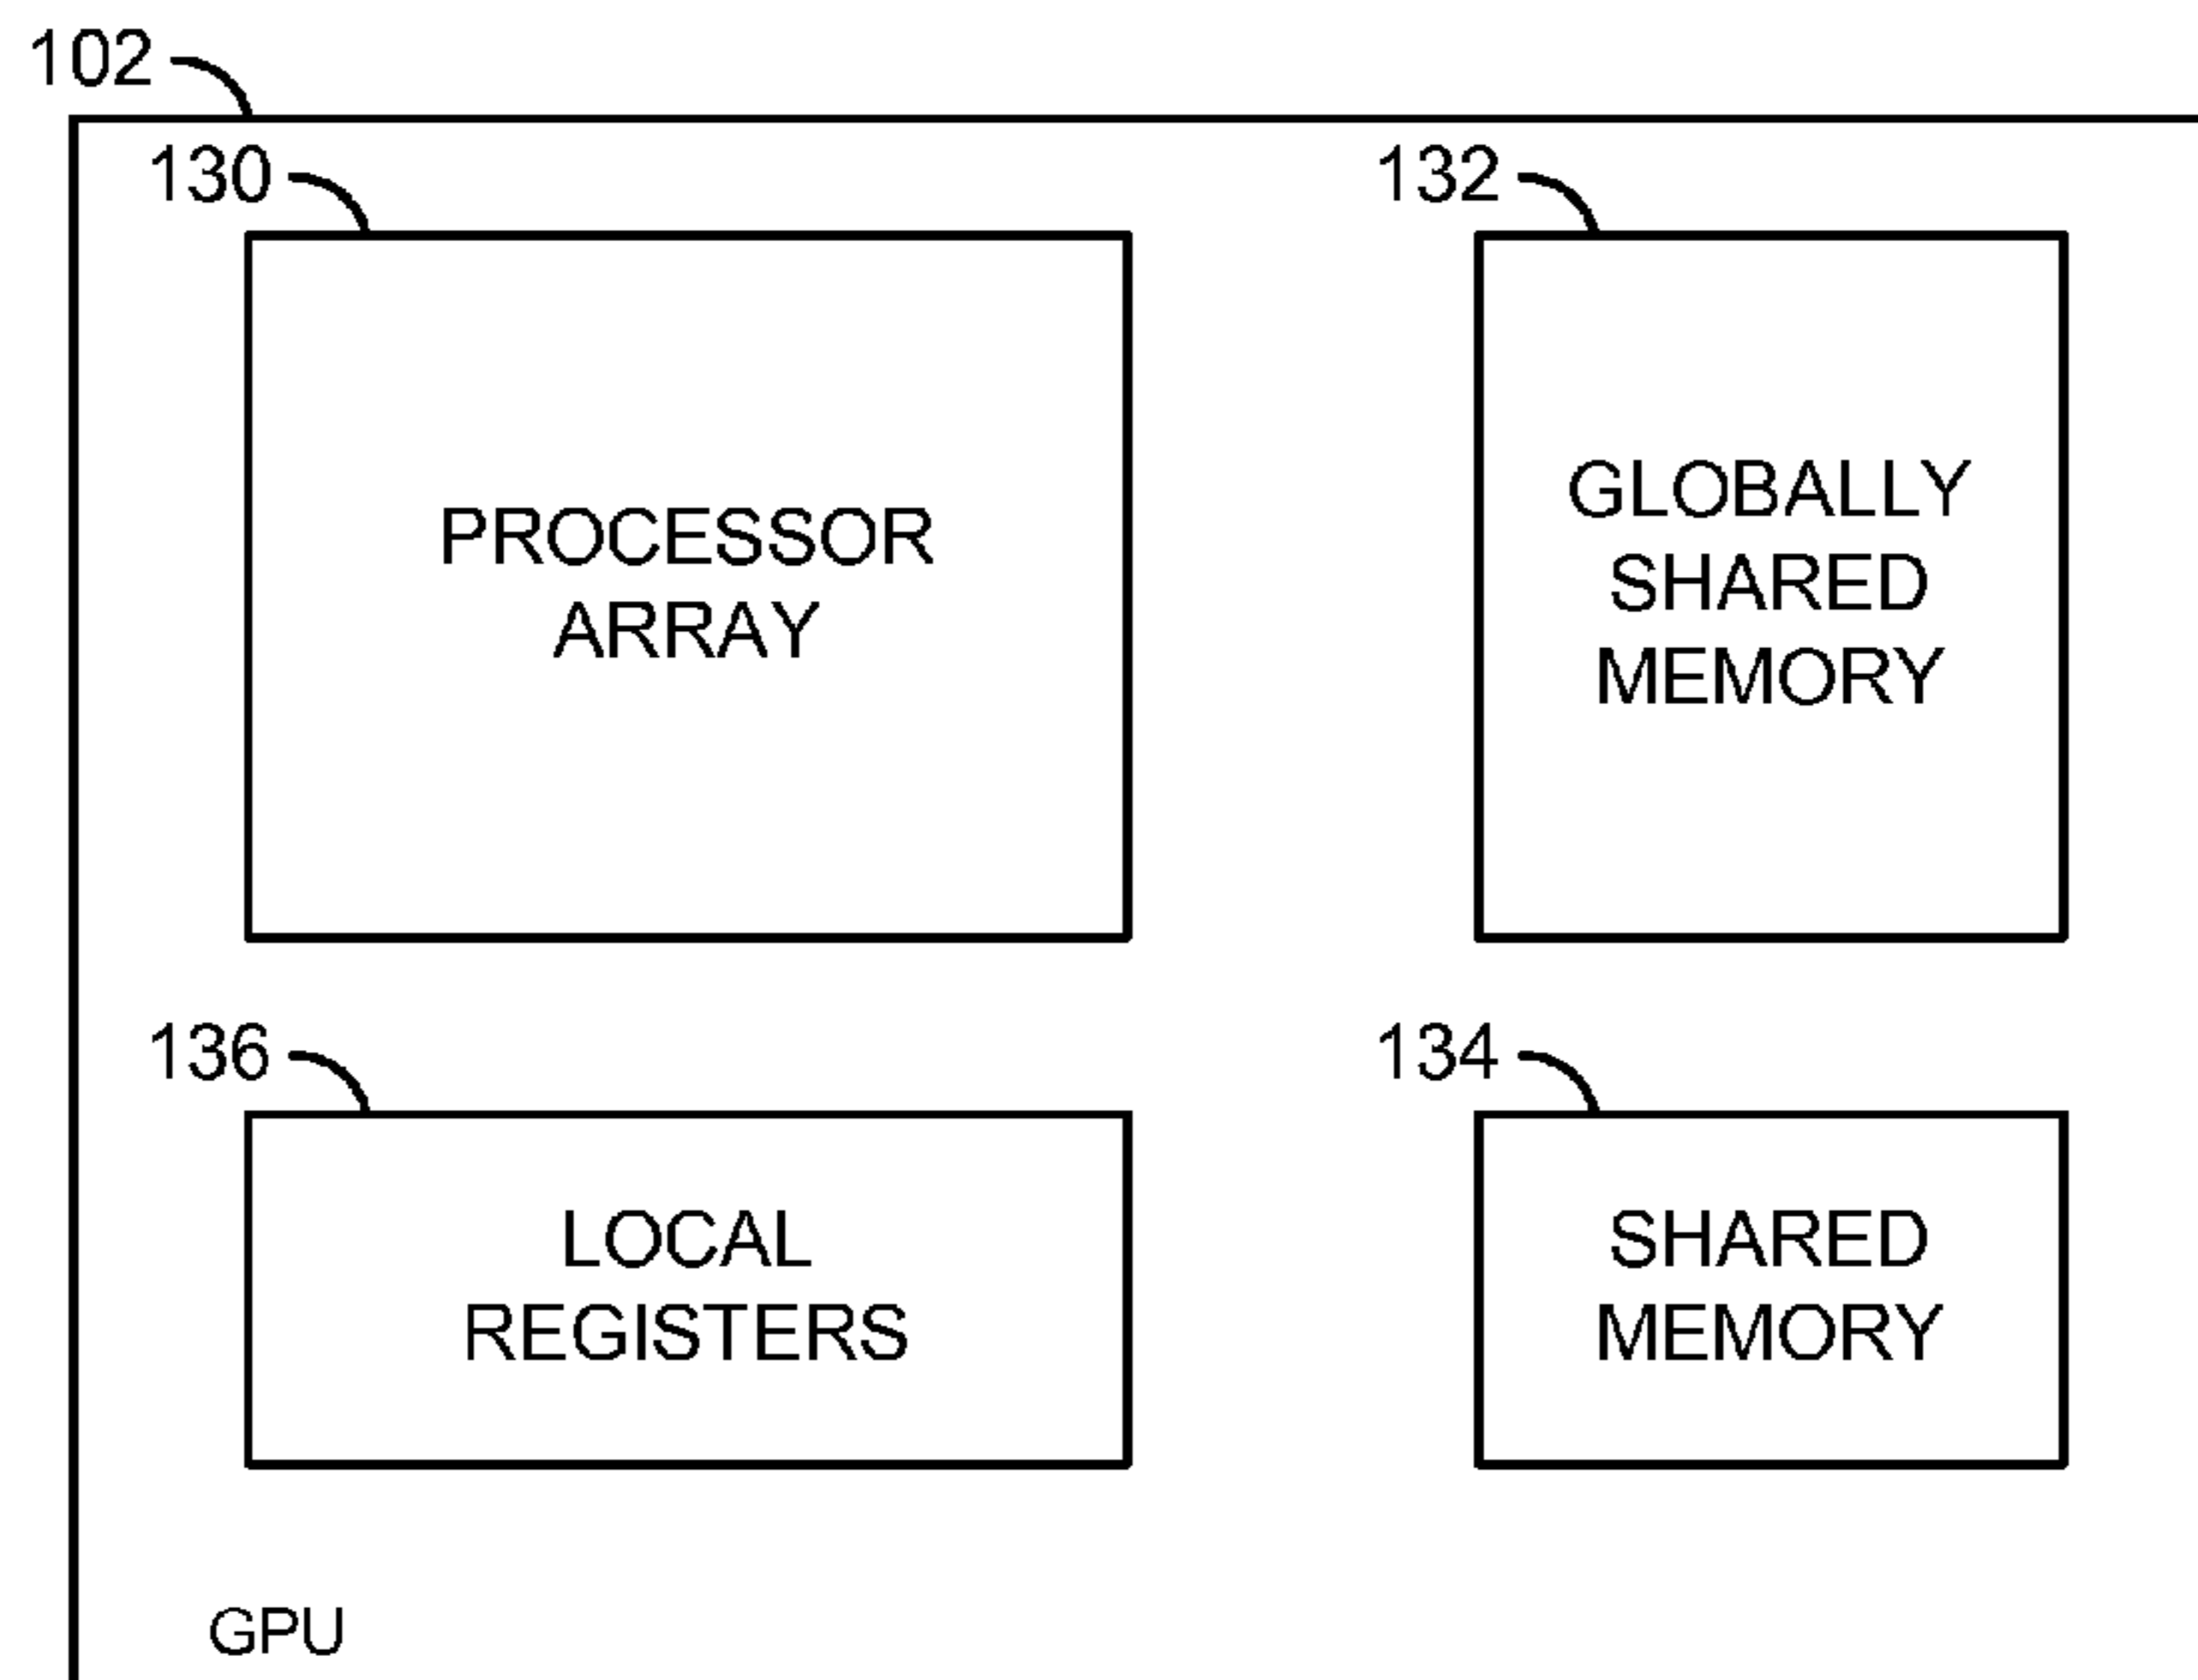 102
130
132
PROCESSOR
ARRAY
GLOBALLY
SHARED
MEMORY
136
134
LOCAL
REGISTERS
SHARED
MEMORY
GPU